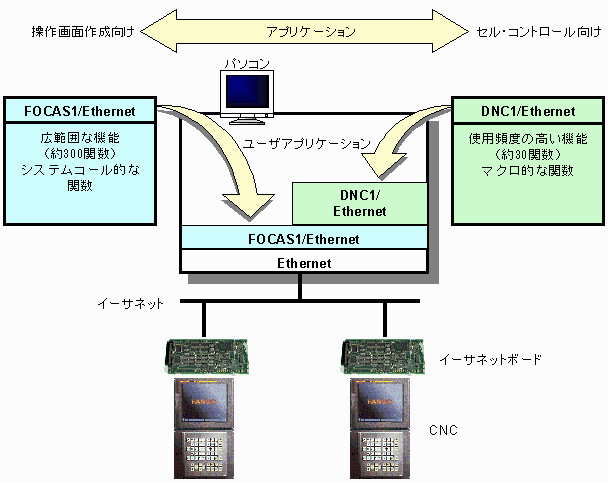 操作画面作成向け
アプリケーション
セル・コントロール向け
パソコン
FOCAS1/Ethernet
広範囲な機能
(約300関数)
システムコール的な
関数
ユーザアプリケーション
DNC1/Ethernet
使用頻度の高い機能
(約30関数)
マクロ的な関数
DNC1/
Ethernet
FOCAS1/Ethernet
Ethernet
イーサネット
イーサネットボード
FANUC
FANUC
CNC